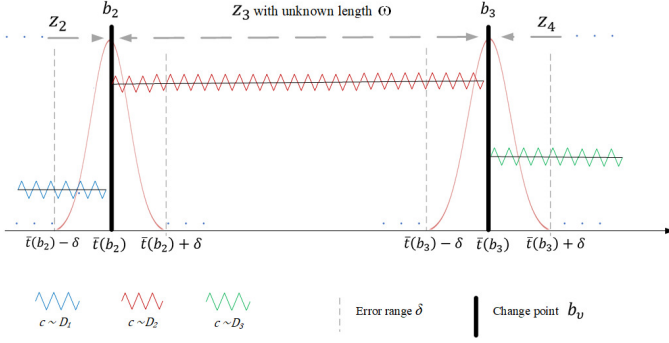 b₂ Z₃ with unknown length ω b₃
Z₂ Z₄
t̄(b₂) − δ t̄(b₂) t̄(b₂) + δ t̄(b₃) − δ t̄(b₃) t̄(b₃) + δ
c ~ D₁ c ~ D₂ c ~ D₃ Error range δ Change point b_υ